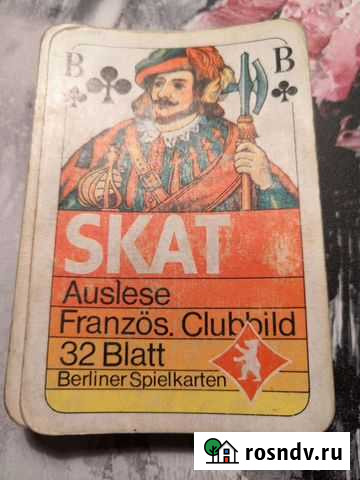 B B
SKAT
Auslese
Französ. Clubbild
32 Blatt
Berliner Spielkarten
rosndv.ru